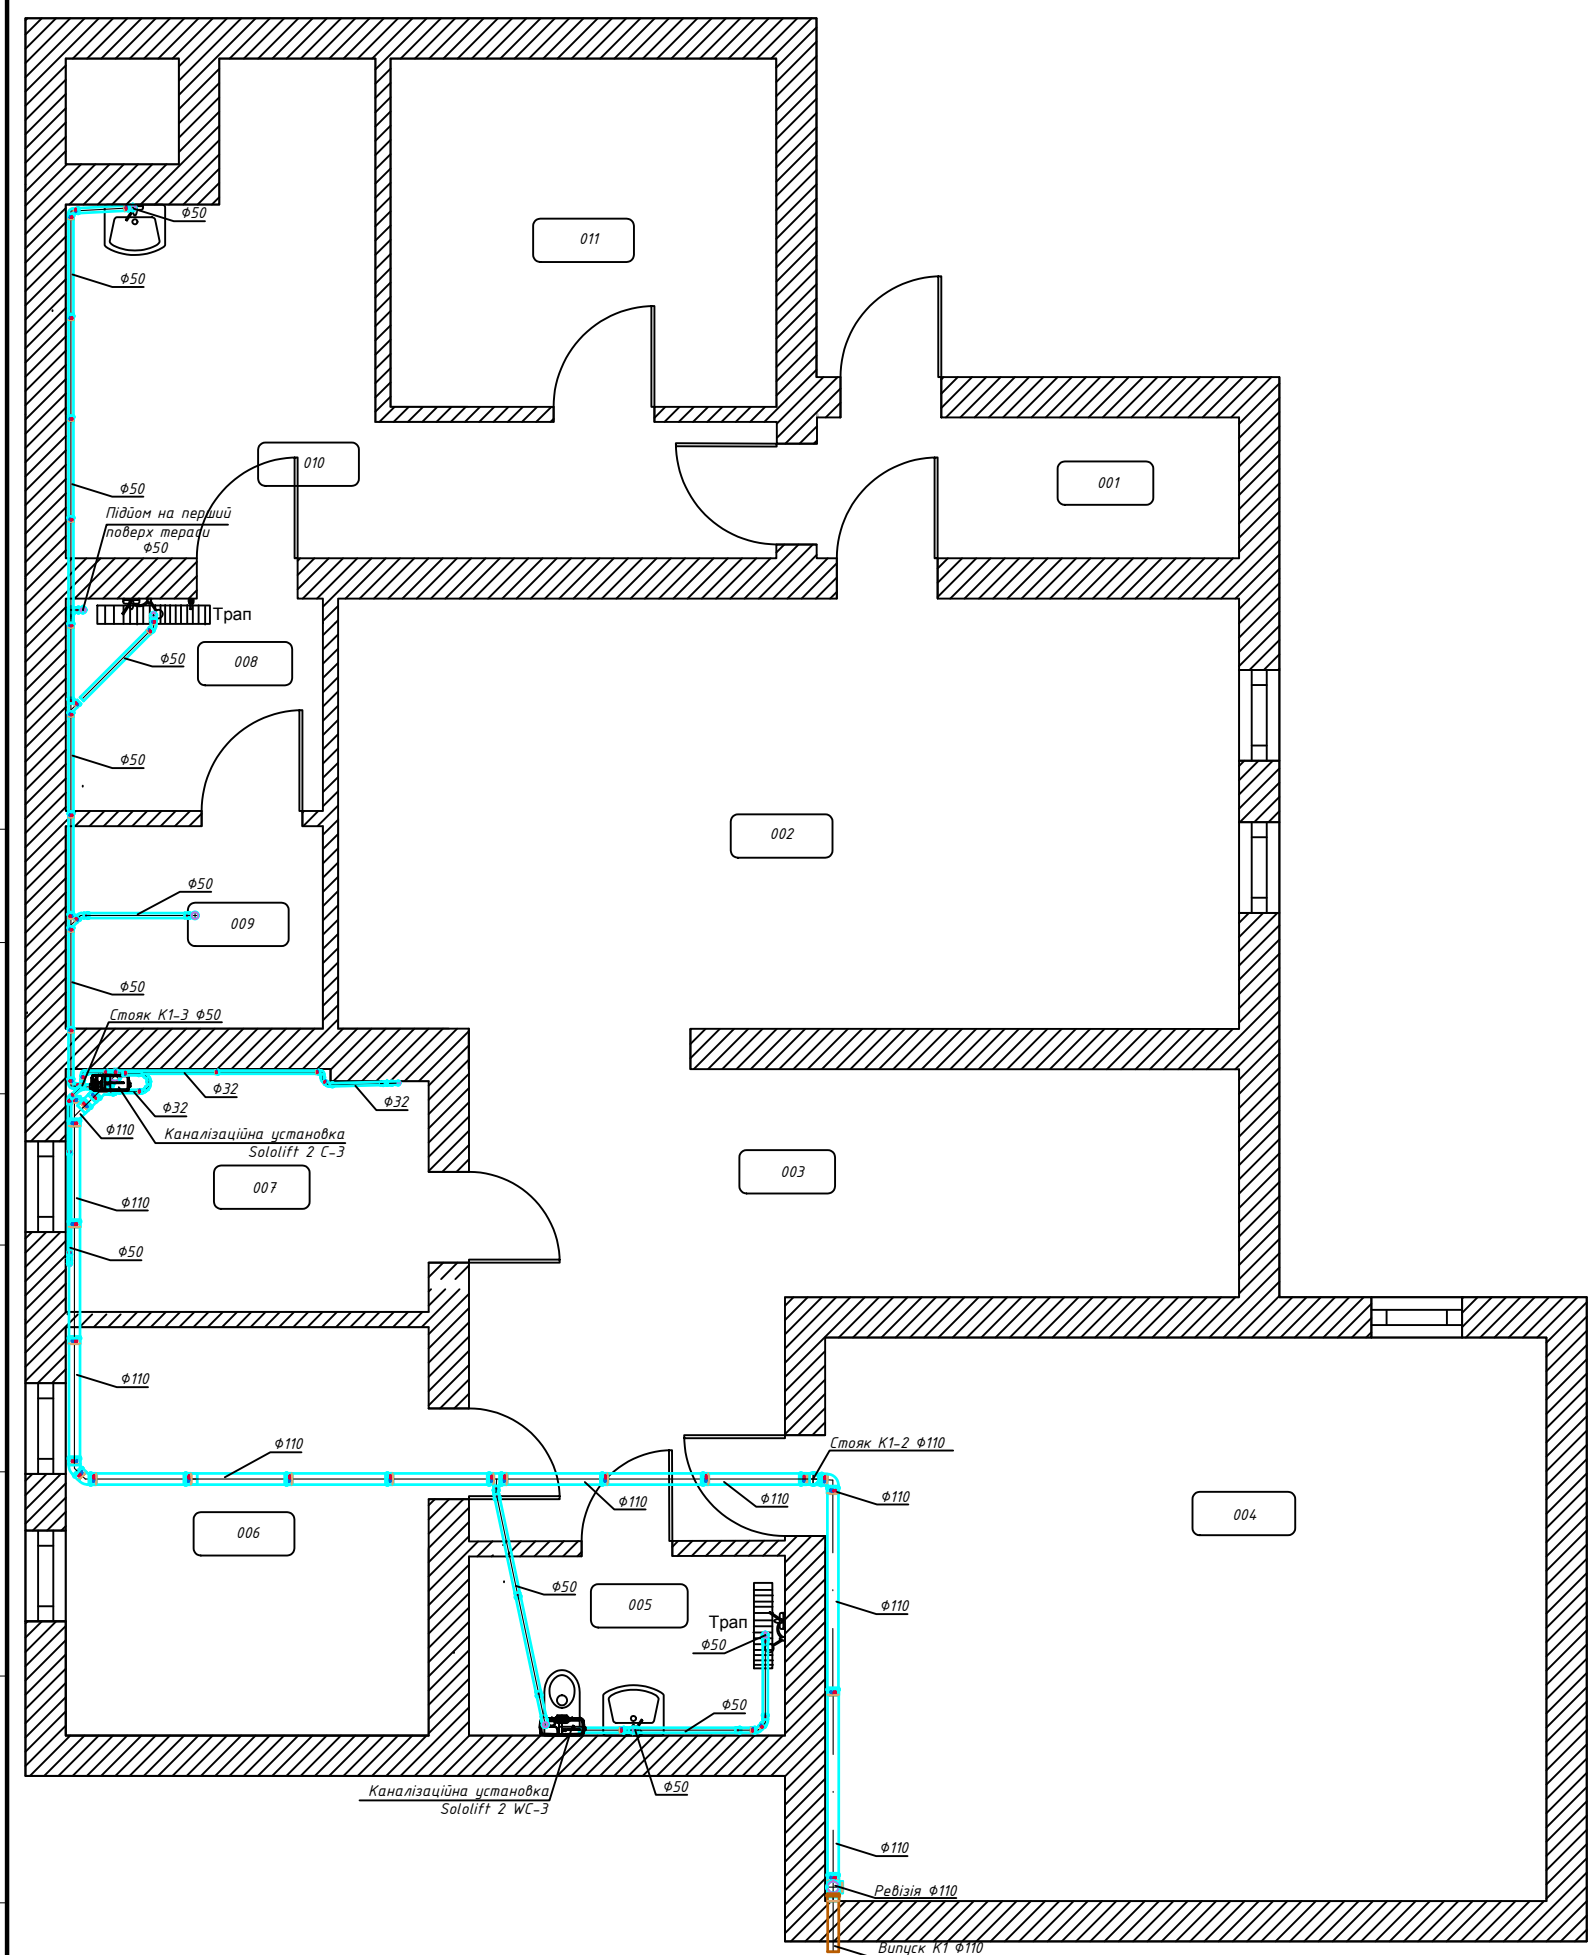 Ф50
011
Ф50
010
001
Ф50
Підйом на перший
поверх тераси
Ф50
Трап
008
Ф50
Ф50
002
Ф50
009
Ф50
Стояк К1-3 Ф50
Ф32
Ф32
Ф32
Ф110
Каналізаційна установка
Sololift 2 C-3
003
007
Ф110
Ф50
Ф110
Ф110
Стояк К1-2 Ф110
Ф110
Ф110
Ф110
004
006
Ф50
005
Ф110
Трап
Ф50
Ф50
Ф50
Каналізаційна установка
Sololift 2 WC-3
Ф110
Ревізія Ф110
Випуск К1 Ф110